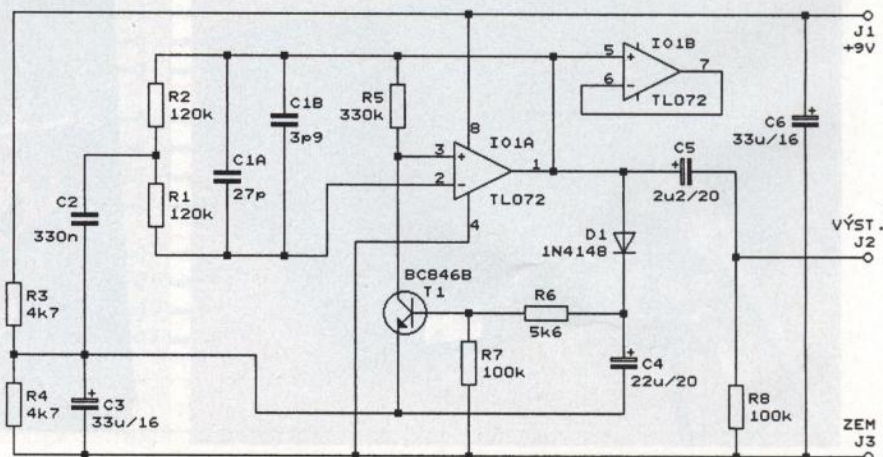 J1
+9V
R2
120k
C1A
27p
C1B
3p9
R5
330k
5
6
7
IO1B
TL072
C6
33u/16
8
3
2
4
1
IO1A
TL072
C5
2u2/20
C2
330n
R1
120k
D1
1N4148
VÝST.
J2
BC846B
T1
R3
4k7
R6
5k6
R7
100k
C4
22u/20
R4
4k7
C3
33u/16
R8
100k
ZEM
J3